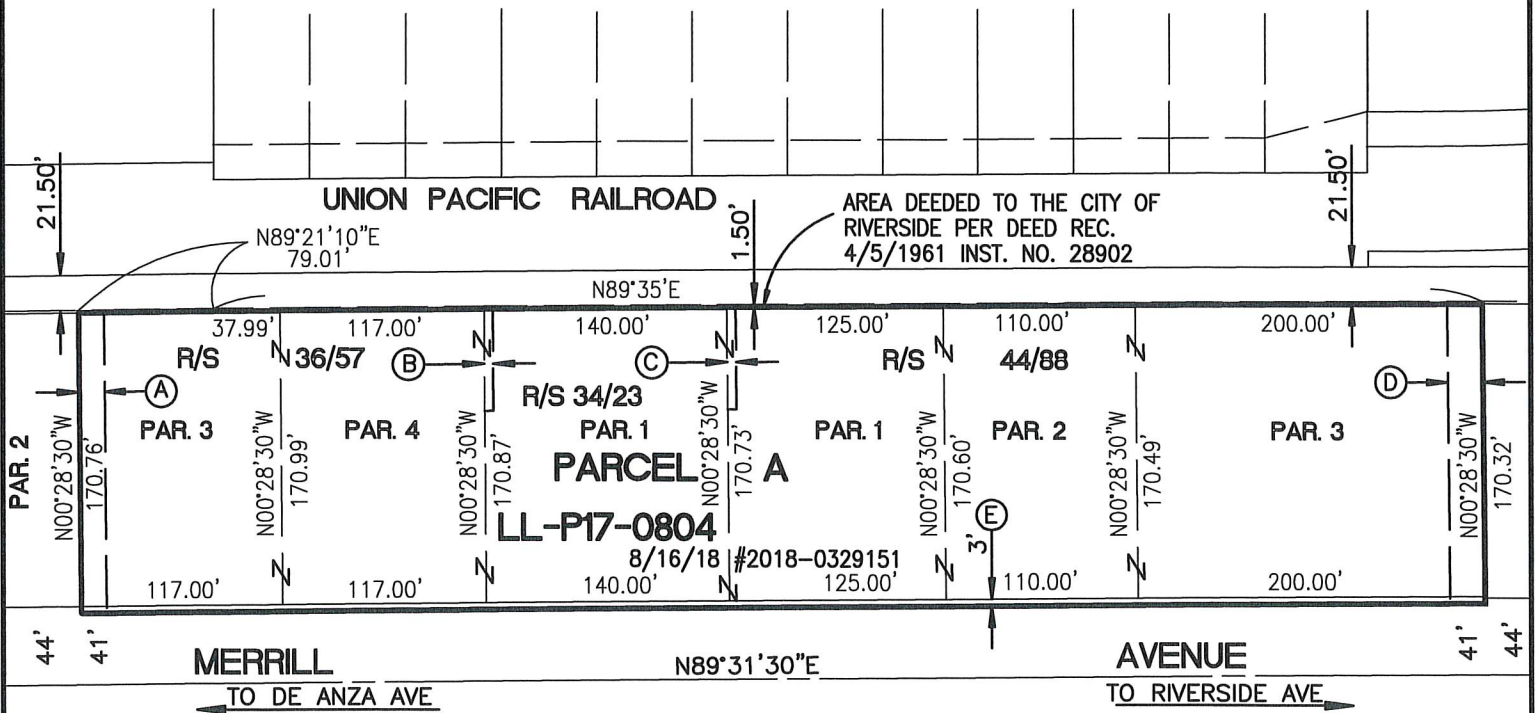 21.50'
UNION PACIFIC RAILROAD
1.50'
AREA DEEDED TO THE CITY OF
RIVERSIDE PER DEED REC.
4/5/1961 INST. NO. 28902
21.50'
N89°21'10"E
79.01'
N89°35'E
37.99'
117.00'
140.00'
125.00'
110.00'
200.00'
R/S 36/57
B
C
R/S 44/88
A
R/S 34/23
D
PAR. 2
N00°28'30"W
170.76'
PAR. 3
N00°28'30"W
170.99'
PAR. 4
N00°28'30"W
170.87'
PAR. 1
N00°28'30"W
170.73'
PAR. 1
N00°28'30"W
170.60'
PAR. 2
N00°28'30"W
170.49'
PAR. 3
N00°28'30"W
170.32'
PARCEL A
LL-P17-0804
8/16/18 #2018-0329151
E
3'
117.00'
117.00'
140.00'
125.00'
110.00'
200.00'
44'
41'
MERRILL AVENUE
N89°31'30"E
41'
44'
TO DE ANZA AVE
TO RIVERSIDE AVE